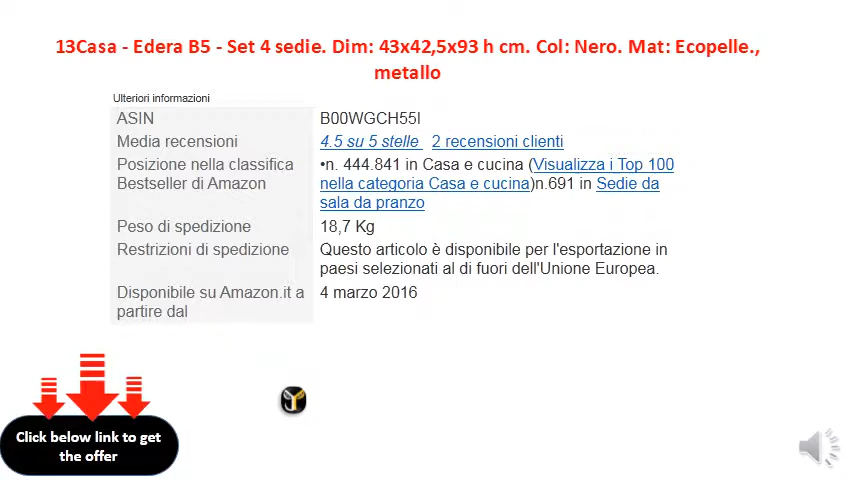 13Casa - Edera B5 - Set 4 sedie. Dim: 43x42,5x93 h cm. Col: Nero. Mat: Ecopelle.,
metallo
Ulteriori informazioni
ASIN B00WGCH55I
Media recensioni 4.5 su 5 stelle 2 recensioni clienti
Posizione nella classifica •n. 444.841 in Casa e cucina (Visualizza i Top 100
Bestseller di Amazon nella categoria Casa e cucina)n.691 in Sedie da
sala da pranzo
Peso di spedizione 18,7 Kg
Restrizioni di spedizione Questo articolo è disponibile per l'esportazione in
paesi selezionati al di fuori dell'Unione Europea.
Disponibile su Amazon.it a 4 marzo 2016
partire dal
Click below link to get
the offer